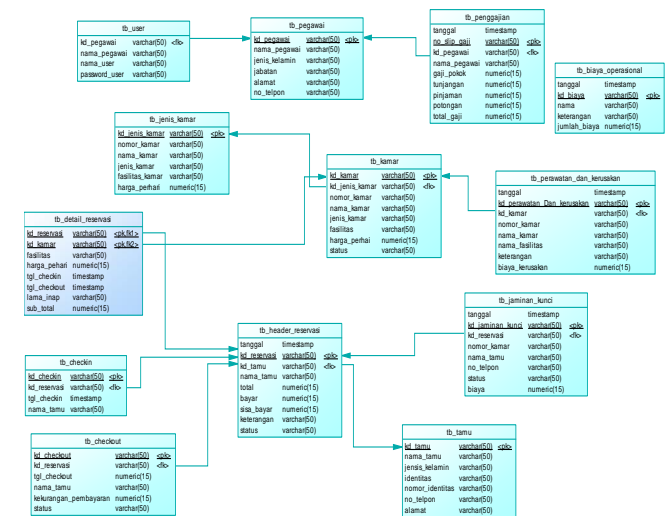 tb_user
kd_pegawai varchar(50) <fk>
nama_pegawai varchar(50)
nama_user varchar(50)
password_user varchar(50)
tb_pegawai
kd_pegawai varchar(50) <pk>
nama_pegawai varchar(50)
jenis_kelamin varchar(50)
jabatan varchar(50)
alamat varchar(50)
no_telpon varchar(50)
tb_penggajian
tanggal timestamp
no_slip_gaji varchar(50) <pk>
kd_pegawai varchar(50) <fk>
nama_pegawai varchar(50)
gaji_pokok numeric(15)
tunjangan numeric(15)
pinjaman numeric(15)
potongan numeric(15)
total_gaji numeric(15)
tb_biaya_operasional
tanggal timestamp
kd_biaya varchar(50) <pk>
nama varchar(50)
keterangan varchar(50)
jumlah_biaya numeric(15)
tb_jenis_kamar
kd_jenis_kamar varchar(50) <pk>
nomor_kamar varchar(50)
nama_kamar varchar(50)
jenis_kamar varchar(50)
fasilitas_kamar varchar(50)
harga_perhari numeric(15)
tb_kamar
kd_kamar varchar(50) <pk>
kd_jenis_kamar varchar(50) <fk>
nomor_kamar varchar(50)
nama_kamar varchar(50)
jenis_kamar varchar(50)
fasilitas varchar(50)
harga_perhai numeric(15)
status varchar(50)
tb_perawatan_dan_kerusakan
tanggal timestamp
kd_perawatan_Dan_kerusakan varchar(50) <pk>
kd_kamar varchar(50) <fk>
nomor_kamar varchar(50)
nama_kamar varchar(50)
nama_fasilitas varchar(50)
keterangan varchar(50)
biaya_kerusakan numeric(15)
tb_detail_reservasi
kd_reservasi varchar(50) <pk,fk1>
kd_kamar varchar(50) <pk,fk2>
fasilitas varchar(50)
harga_pehari numeric(15)
tgl_checkin timestamp
tgl_checkout timestamp
lama_inap varchar(50)
sub_total numeric(15)
tb_header_reservasi
tanggal timestamp
kd_reservasi varchar(50) <pk>
kd_tamu varchar(50) <fk>
nama_tamu varchar(50)
total numeric(15)
bayar numeric(15)
sisa_bayar numeric(15)
keterangan varchar(50)
status varchar(50)
tb_jaminan_kunci
tanggal timestamp
kd_jaminan_kunci varchar(50) <pk>
kd_reservasi varchar(50) <fk>
nomor_kamar varchar(50)
nama_tamu varchar(50)
no_telpon varchar(50)
status varchar(50)
biaya numeric(15)
tb_checkin
kd_checkin varchar(50) <pk>
kd_reservasi varchar(50) <fk>
tgl_checkin timestamp
nama_tamu varchar(50)
tb_checkout
kd_checkout varchar(50) <pk>
kd_reservasi varchar(50) <fk>
tgl_checkout numeric(15)
nama_tamu varchar(50)
kekurangan_pembayaran numeric(15)
status varchar(50)
tb_tamu
kd_tamu varchar(50) <pk>
nama_tamu varchar(50)
jensis_kelamin varchar(50)
identitas varchar(50)
nomor_identitas varchar(50)
no_telpon varchar(50)
alamat varchar(50)